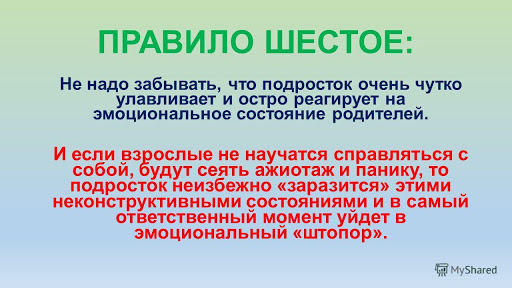 ПРАВИЛО ШЕСТОЕ:
Не надо забывать, что подросток очень чутко
улавливает и остро реагирует на
эмоциональное состояние родителей.
И если взрослые не научатся справляться с
собой, будут сеять ажиотаж и панику, то
подросток неизбежно «заразится» этими
неконструктивными состояниями и в самый
ответственный момент уйдет в
эмоциональный «штопор».
MyShared